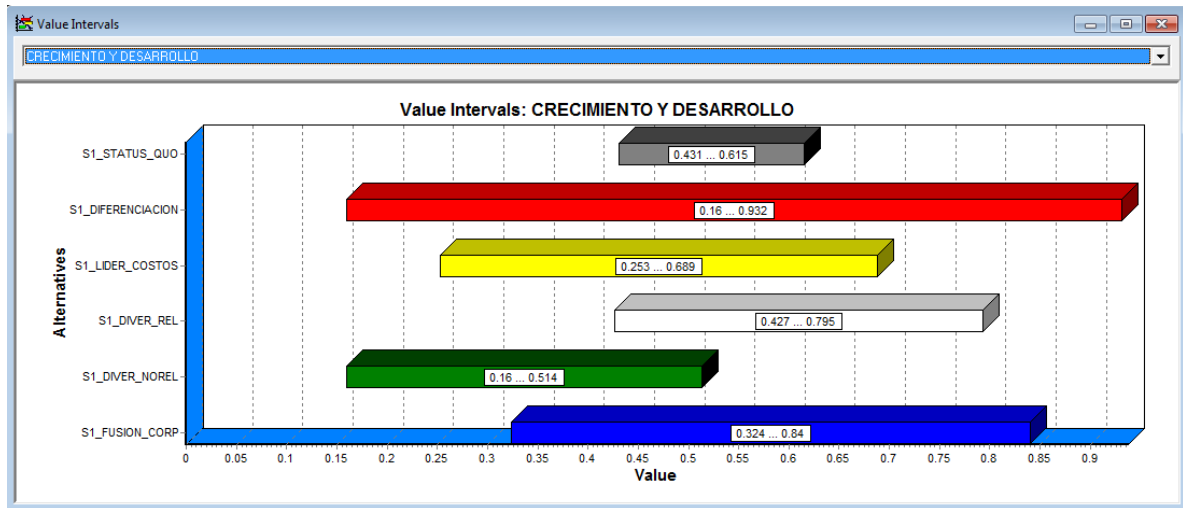 Value Intervals
CRECIMIENTO Y DESARROLLO
Value Intervals: CRECIMIENTO Y DESARROLLO
Alternatives
S1_STATUS_QUO
0.431 ... 0.615
S1_DIFERENCIACION
0.16 ... 0.932
S1_LIDER_COSTOS
0.253 ... 0.689
S1_DIVER_REL
0.427 ... 0.795
S1_DIVER_NOREL
0.16 ... 0.514
S1_FUSION_CORP
0.324 ... 0.84
0 0.05 0.1 0.15 0.2 0.25 0.3 0.35 0.4 0.45 0.5 0.55 0.6 0.65 0.7 0.75 0.8 0.85 0.9
Value